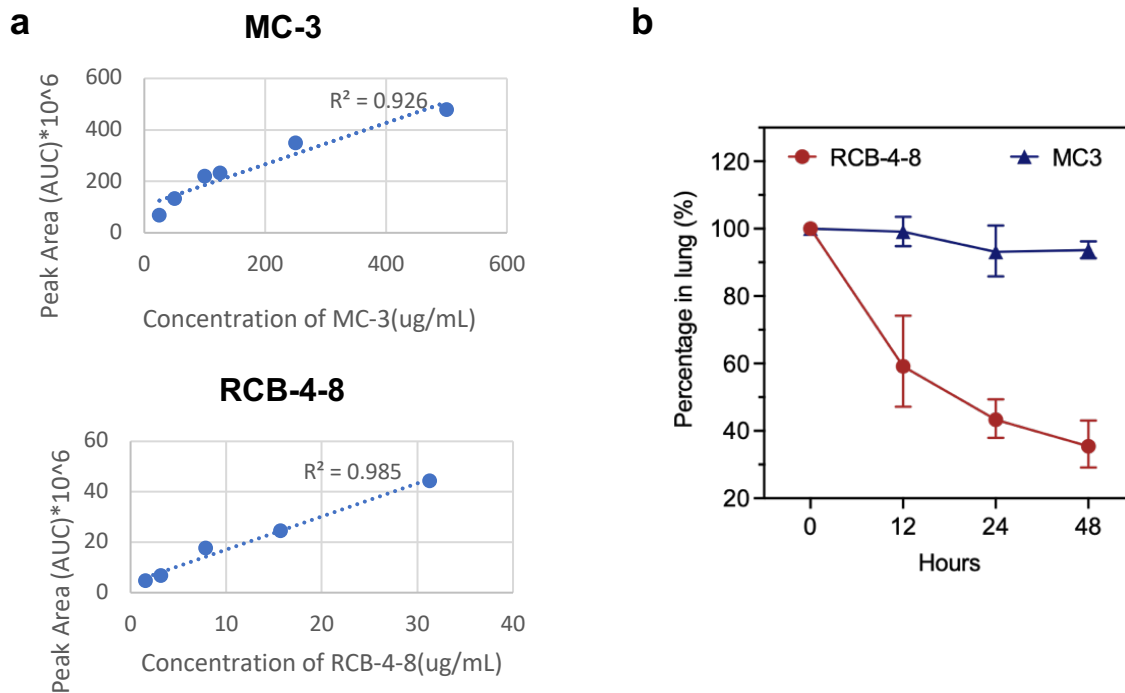 a
MC-3
Peak Area (AUC)*10^6
600
400
200
0
R² = 0.926
0 200 400 600
Concentration of MC-3(ug/mL)
RCB-4-8
Peak Area (AUC)*10^6
60
40
20
0
R² = 0.985
0 10 20 30 40
Concentration of RCB-4-8(ug/mL)
b
RCB-4-8 MC3
Percentage in lung (%)
120
100
80
60
40
20
0 12 24 48
Hours